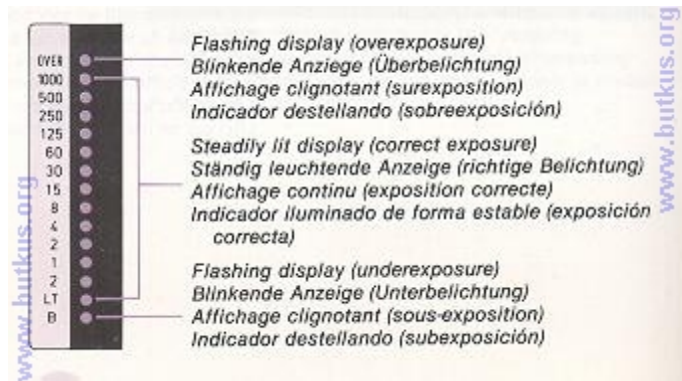 OVER
1000
500
250
125
60
30
15
8
4
2
1
2
LT
B
Flashing display (overexposure)
Blinkende Anziege (Überbelichtung)
Affichage clignotant (surexposition)
Indicador destellando (sobreexposición)
Steadily lit display (correct exposure)
Ständig leuchtende Anzeige (richtige Belichtung)
Affichage continu (exposition correcte)
Indicador iluminado de forma estable (exposición
correcta)
Flashing display (underexposure)
Blinkende Anzeige (Unterbelichtung)
Affichage clignotant (sous-exposition)
Indicador destellando (subexposición)
www.butkus.org
www.butkus.org